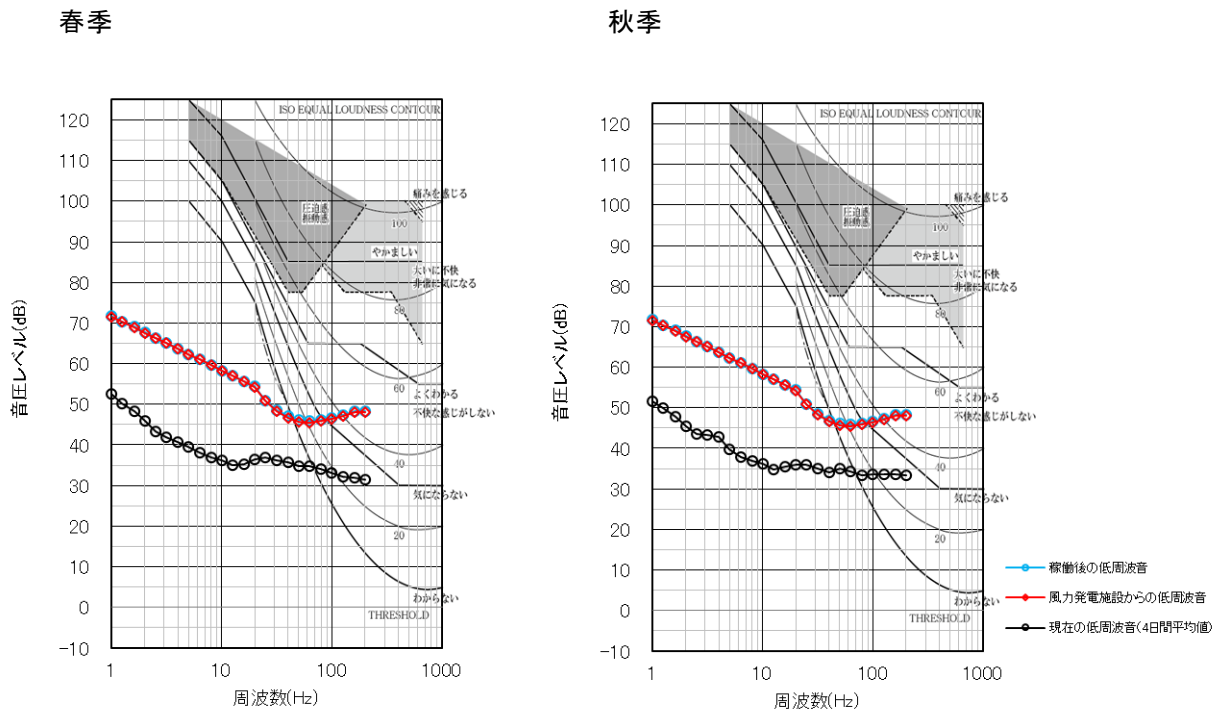 春季
秋季
ISO EQUAL LOUDNESS CONTOUR
120
110
100
90
80
70
60
50
40
30
20
10
0
-10
音圧レベル(dB)
痛みを感じる
圧迫感
振動感
100
やかましい
大いに不快
非常に気になる
80
60
よくわかる
不快な感じがしない
40
気にならない
20
わからない
THRESHOLD
1
10
100
1000
周波数(Hz)
ISO EQUAL LOUDNESS CONTOUR
120
110
100
90
80
70
60
50
40
30
20
10
0
-10
音圧レベル(dB)
痛みを感じる
圧迫感
振動感
100
やかましい
大いに不快
非常に気になる
80
よくわかる
60
不快な感じがしない
40
気にならない
20
わからない
THRESHOLD
1
10
100
1000
周波数(Hz)
稼働後の低周波音
風力発電施設からの低周波音
現在の低周波音(4日間平均値)